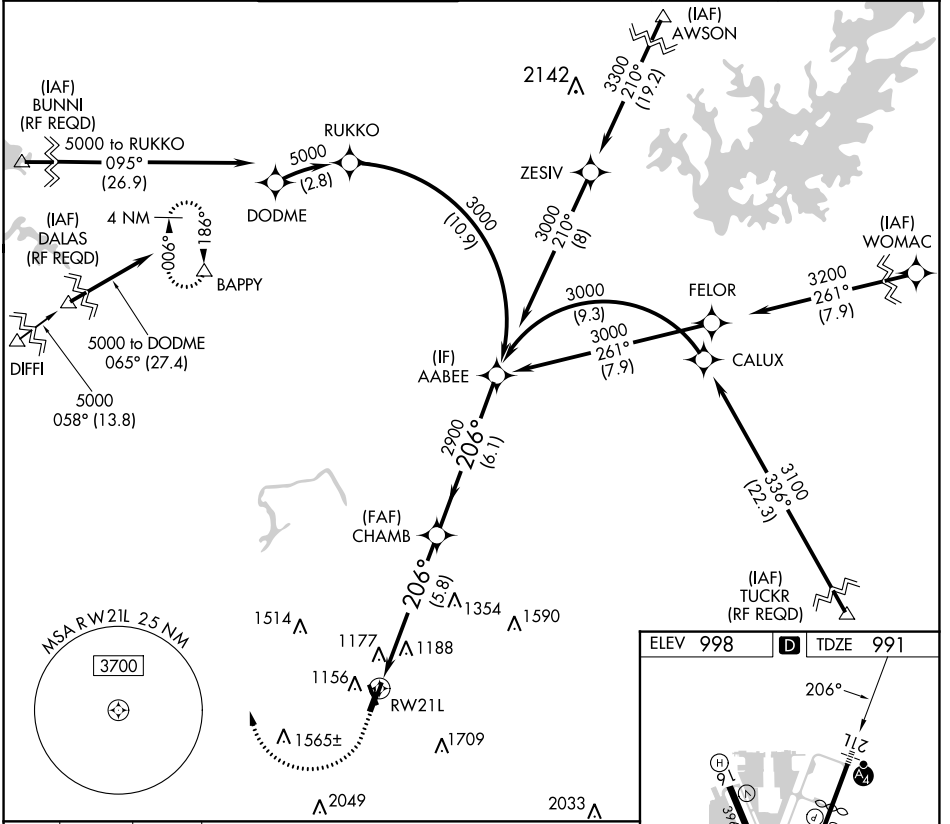 (IAF)
AWSON
3300
210°
(19.2)
2142
(IAF)
BUNNI
(RF REQD)
5000 to RUKKO
095°
(26.9)
RUKKO
5000
(2.8)
DODME
3000
(10.9)
ZESIV
3000
210°
(8)
(IAF)
WOMAC
3200
261°
(7.9)
(IAF)
DALAS
(RF REQD)
4 NM
006°
186°
BAPPY
5000 to DODME
065° (27.4)
DIFFI
5000
058° (13.8)
3000
(9.3)
FELOR
3000
261°
(7.9)
CALUX
(IF)
AABEE
2900
206°
(6.1)
3100
336°
(22.3)
(FAF)
CHAMB
206°
(5.8)
(IAF)
TUCKR
(RF REQD)
1514
1354
1590
1177
1188
1156
RW21L
1565±
1709
2049
2033
MSA RW21L 25 NM
3700
ELEV 998
D
TDZE 991
206°
21L
A4
H
16
V
P